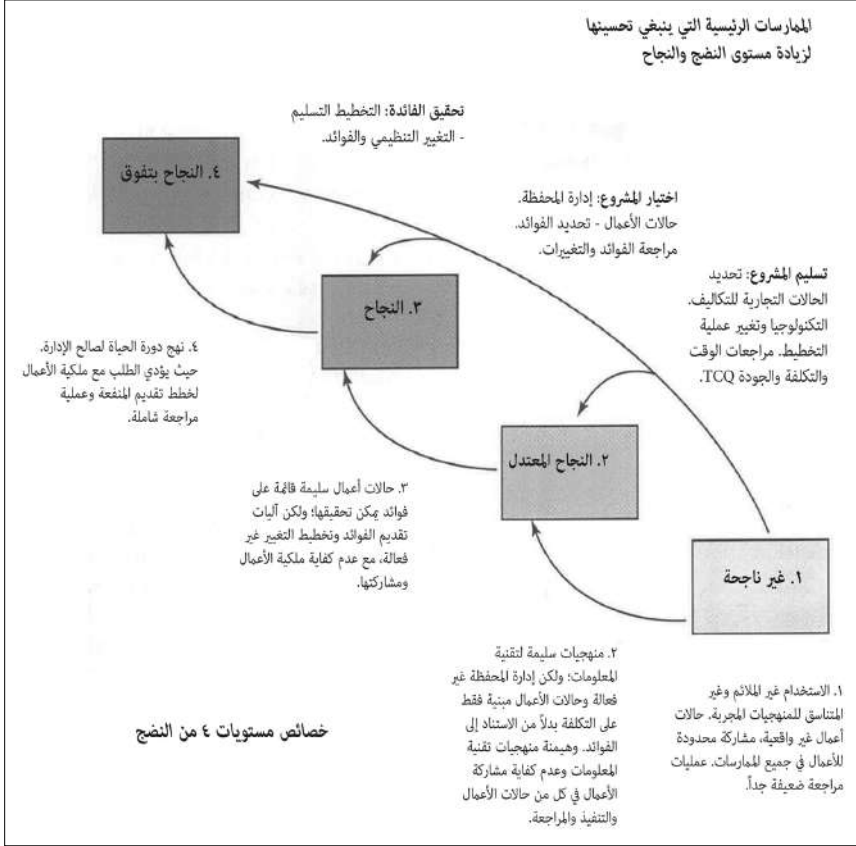 الممارسات الرئيسية التي ينبغي تحسينها
لزيادة مستوى النضج والنجاح
تحقيق الفائدة: التخطيط التسليم
- التغيير التنظيمي والفوائد.
٤. النجاح بتفوق
اختيار المشروع: إدارة المحفظة.
حالات الأعمال - تحديد الفوائد.
مراجعة الفوائد والتغييرات.
تسليم المشروع: تحديد
الحالات التجارية للتكاليف.
التكنولوجيا وتغيير عملية
التخطيط. مراجعات الوقت
والتكلفة والجودة TCQ.
٣. النجاح
٤. نهج دورة الحياة لصالح الإدارة.
حيث يؤدي الطلب مع ملكية الأعمال
لخطط تقديم المنفعة وعملية
مراجعة شاملة.
٢. النجاح المعتدل
٣. حالات أعمال سليمة قائمة على
فوائد يمكن تحقيقها؛ ولكن آليات
تقديم الفوائد وتخطيط التغيير غير
فعالة، مع عدم كفاية ملكية الأعمال
ومشاركتها.
١. غير ناجحة
٢. منهجيات سليمة لتقنية
المعلومات؛ ولكن إدارة المحفظة غير
فعالة وحالات الأعمال مبنية فقط
على التكلفة بدلاً من الاستناد إلى
الفوائد. وهيمنة منهجيات تقنية
المعلومات وعدم كفاية مشاركة
الأعمال في كل من حالات الأعمال
والتنفيذ والمراجعة.
١. الاستخدام غير الملائم وغير
المتناسق للمنهجيات المجربة. حالات
أعمال غير واقعية، مشاركة محدودة
للأعمال في جميع الممارسات. عمليات
مراجعة ضعيفة جداً.
خصائص مستويات ٤ من النضج